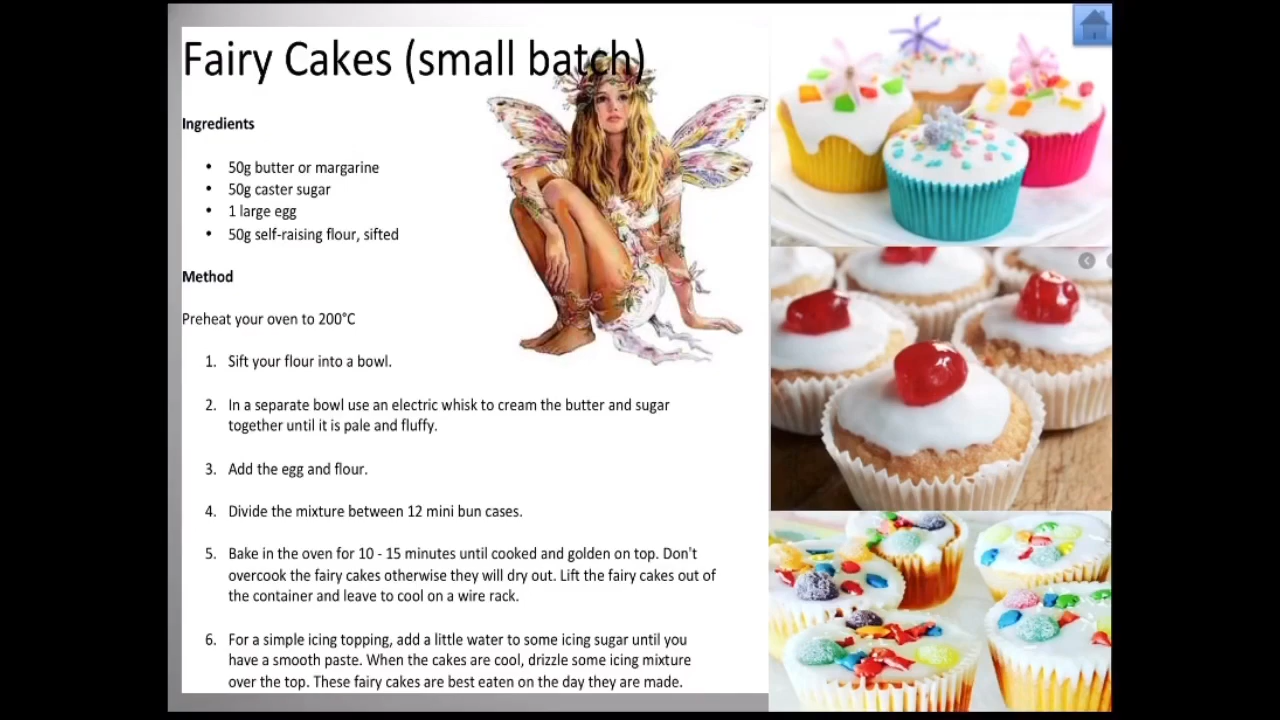 Fairy Cakes (small batch)
Ingredients
• 50g butter or margarine
• 50g caster sugar
• 1 large egg
• 50g self-raising flour, sifted
Method
Preheat your oven to 200°C
1. Sift your flour into a bowl.
2. In a separate bowl use an electric whisk to cream the butter and sugar
together until it is pale and fluffy.
3. Add the egg and flour.
4. Divide the mixture between 12 mini bun cases.
5. Bake in the oven for 10 - 15 minutes until cooked and golden on top. Don't
overcook the fairy cakes otherwise they will dry out. Lift the fairy cakes out of
the container and leave to cool on a wire rack.
6. For a simple icing topping, add a little water to some icing sugar until you
have a smooth paste. When the cakes are cool, drizzle some icing mixture
over the top. These fairy cakes are best eaten on the day they are made.